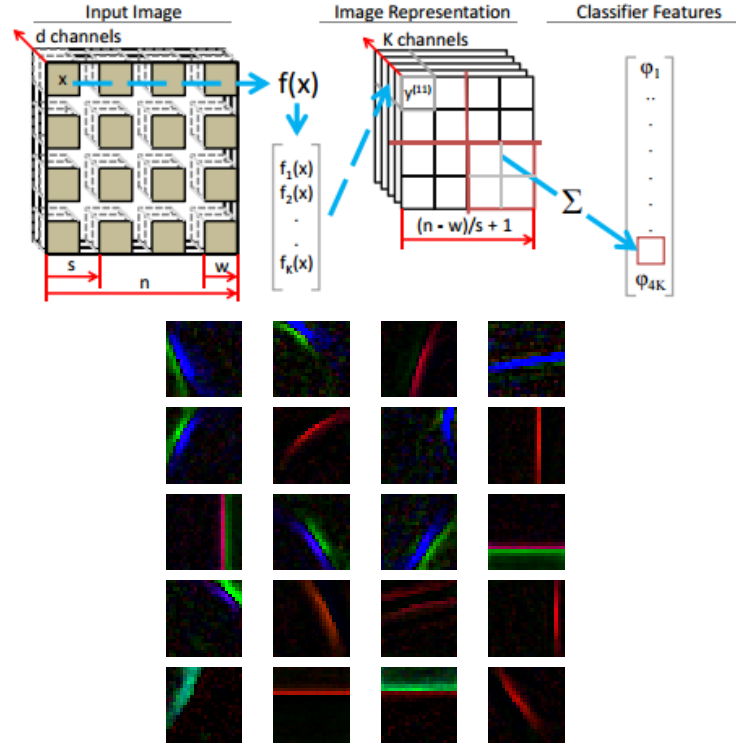 Input Image
Image Representation
Classifier Features
d channels
K channels
x
f(x)
y(11)
φ1
..
.
.
.
.
.
.
φ4K
f1(x)
f2(x)
.
.
fK(x)
Σ
(n - w)/s + 1
s
w
n